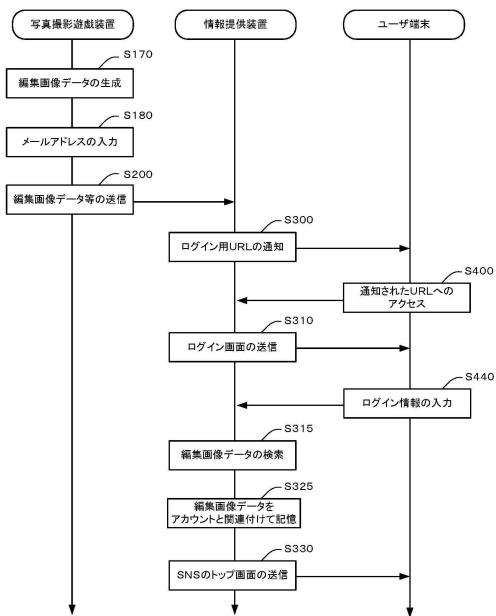 写真撮影遊戯装置
情報提供装置
ユーザ端末
S170
編集画像データの生成
S180
メールアドレスの入力
S200
編集画像データ等の送信
S300
ログイン用URLの通知
S400
通知されたURLへの
アクセス
S310
ログイン画面の送信
S440
ログイン情報の入力
S315
編集画像データの検索
S325
編集画像データを
アカウントと関連付けて記憶
S330
SNSのトップ画面の送信